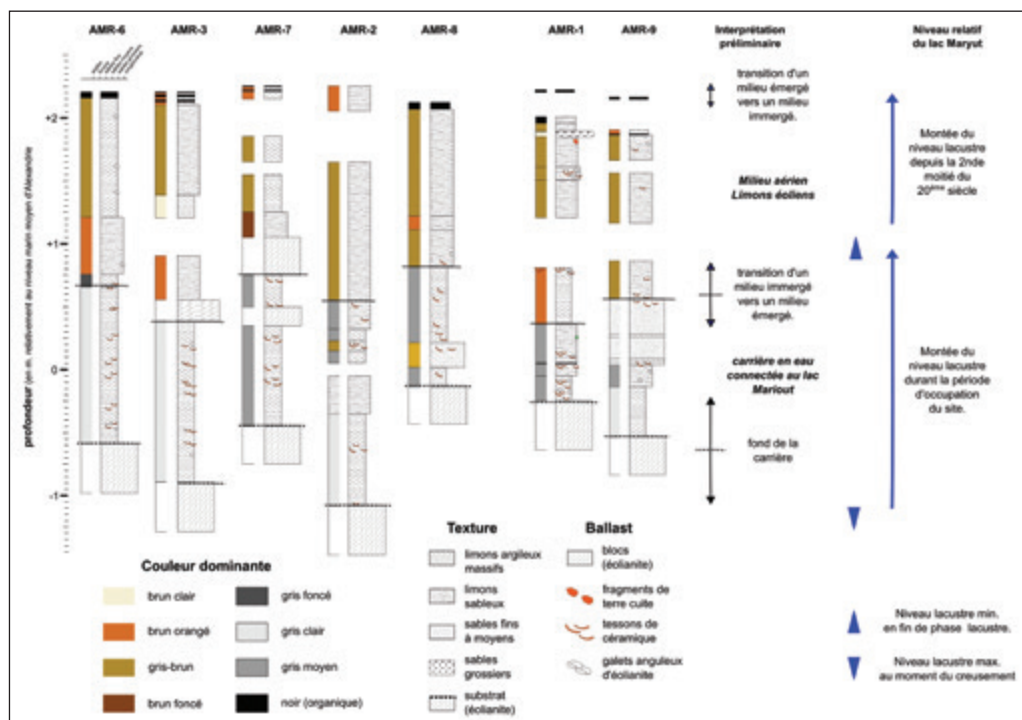 AMR-6 AMR-3 AMR-7 AMR-2 AMR-8 AMR-1 AMR-9
Interprétation
préliminaire
Niveau relatif
du lac Maryut
profondeur (en m. relativement au niveau marin moyen d'Alexandrie
+2
+1
0
-1
transition d'un
milieu émergé
vers un milieu
immergé.
Milieu aérien
Limons éoliens
transition d'un
milieu immergé
vers un milieu
émergé.
carrière en eau
connectée au lac
Mariout
fond de la
carrière
Montée du
niveau lacustre
depuis la 2nde
moitié du
20ème siècle
Montée du
niveau lacustre
durant la période
d'occupation
du site.
Couleur dominante
brun clair
brun orangé
gris-brun
brun foncé
gris foncé
gris clair
gris moyen
noir (organique)
Texture
limons argileux
massifs
limons
sableux
sables fins
à moyens
sables
grossiers
substrat
(éolianite)
Ballast
blocs
(éolianite)
fragments de
terre cuite
tessons de
céramique
galets anguleux
d'éolianite
Niveau lacustre min.
en fin de phase lacustre.
Niveau lacustre max.
au moment du creusement